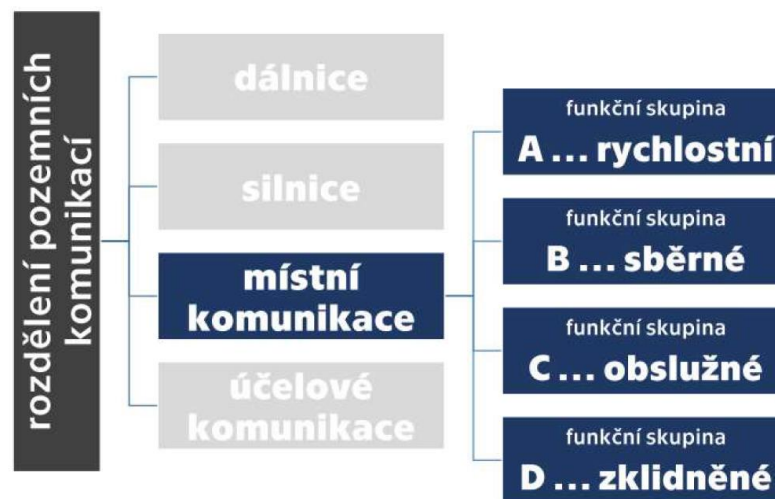 rozdělení pozemních
komunikací
dálnice
silnice
místní
komunikace
účelové
komunikace
funkční skupina
A ... rychlostní
funkční skupina
B ... sběrné
funkční skupina
C ... obslužné
funkční skupina
D ... zklidněné